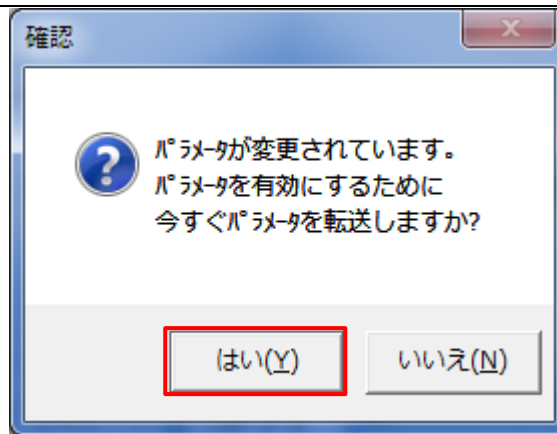 確認
ﾊﾟﾗﾒｰﾀが変更されています。
ﾊﾟﾗﾒｰﾀを有効にするために
今すぐﾊﾟﾗﾒｰﾀを転送しますか?
はい(Y)
いいえ(N)